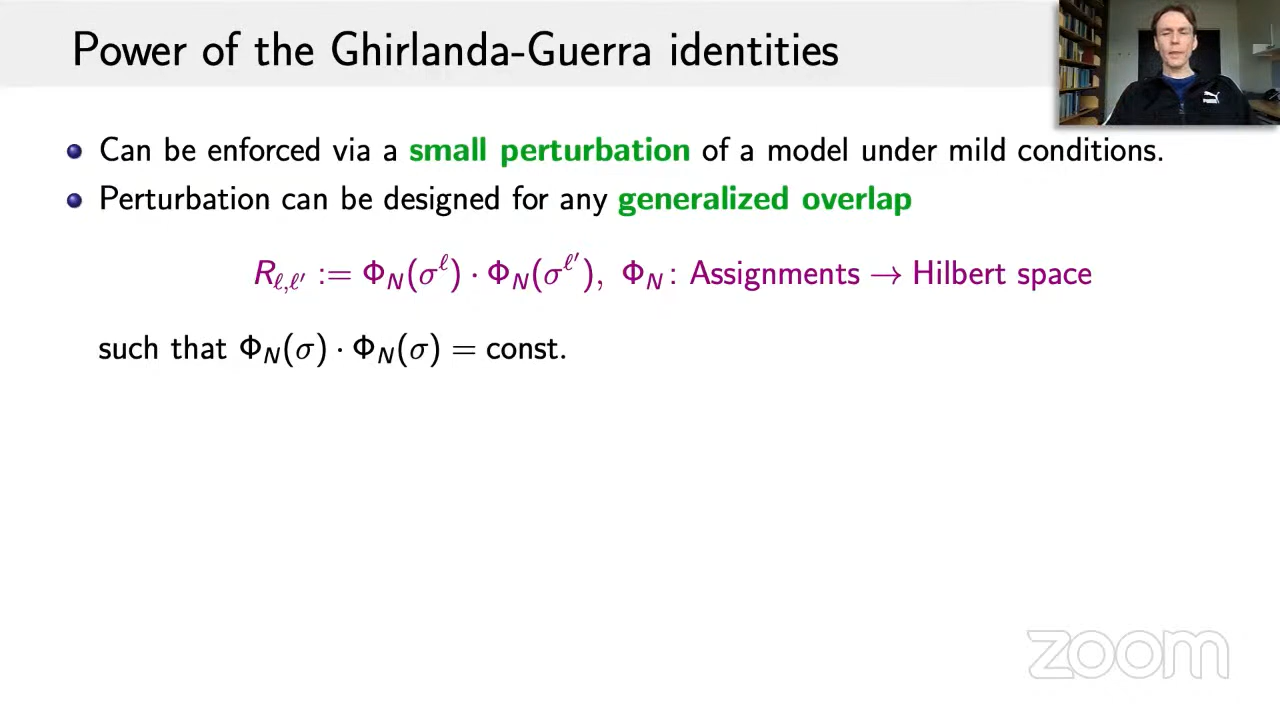 Power of the Ghirlanda-Guerra identities
PUMA
Can be enforced via a small perturbation of a model under mild conditions.
Perturbation can be designed for any generalized overlap
R_{ℓ,ℓ′} := Φ_N(σ^ℓ) · Φ_N(σ^{ℓ′}), Φ_N : Assignments → Hilbert space
such that Φ_N(σ) · Φ_N(σ) = const.
zoom